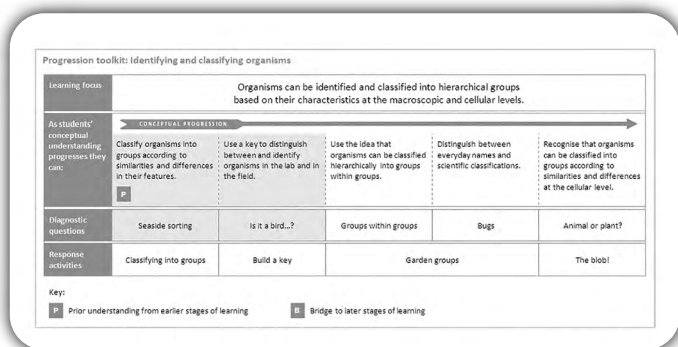 Progression toolkit: Identifying and classifying organisms
Learning focus
Organisms can be identified and classified into hierarchical groups
based on their characteristics at the macroscopic and cellular levels.
As students'
conceptual
understanding
progresses they
can:
CONCEPTUAL PROGRESSION
Classify organisms into
groups according to
similarities and differences
in their features.
P
Use a key to distinguish
between and identify
organisms in the lab and in
the field.
Use the idea that
organisms can be classified
hierarchically into groups
within groups.
Distinguish between
everyday names and
scientific classifications.
Recognise that organisms
can be classified into
groups according to
similarities and differences
at the cellular level.
Diagnostic
questions
Seaside sorting
Is it a bird...?
Groups within groups
Bugs
Animal or plant?
Response
activities
Classifying into groups
Build a key
Garden groups
The blob!
Key:
P Prior understanding from earlier stages of learning
B Bridge to later stages of learning